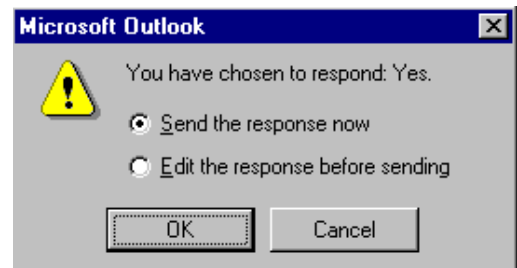 Microsoft Outlook
You have chosen to respond: Yes.
Send the response now
Edit the response before sending
OK Cancel